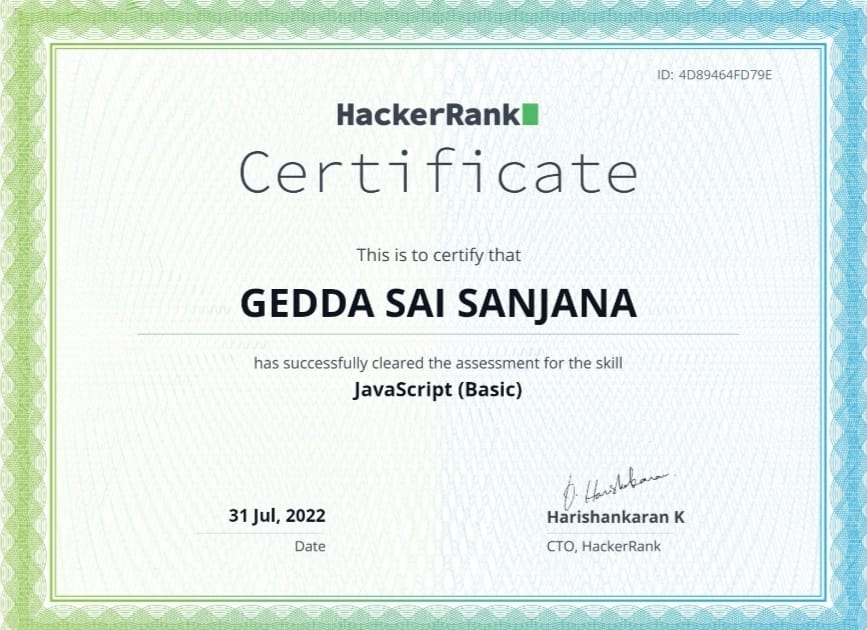 ID: 4D89464FD79E
HackerRank
Certificate
This is to certify that
GEDDA SAI SANJANA
has successfully cleared the assessment for the skill
JavaScript (Basic)
31 Jul, 2022
Date
D. Harishankaran
Harishankaran K
CTO, HackerRank